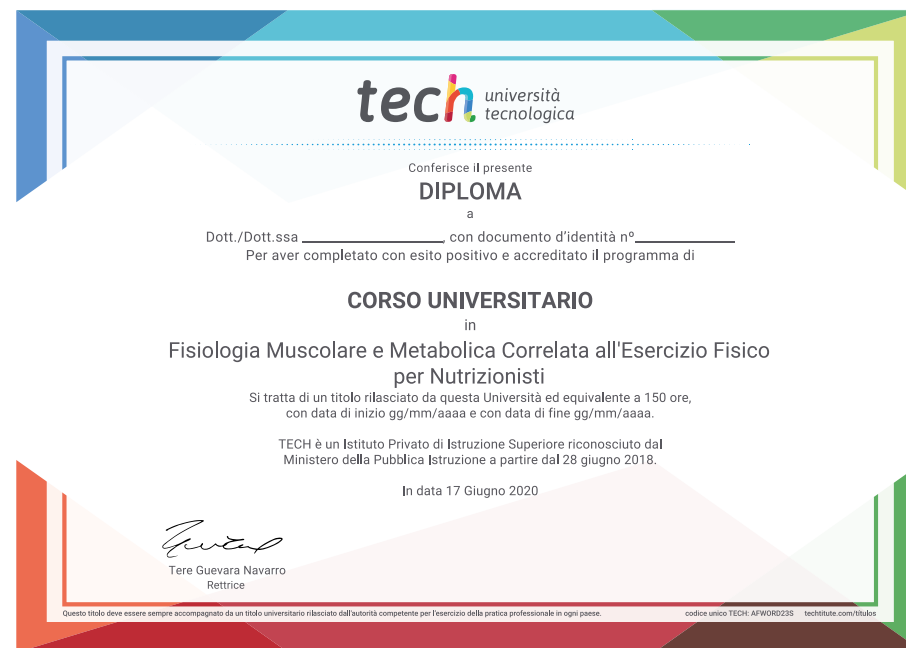 tech università
tecnologica
Conferisce il presente
DIPLOMA
a
Dott./Dott.ssa ____________________, con documento d'identità nº______________
Per aver completato con esito positivo e accreditato il programma di
CORSO UNIVERSITARIO
in
Fisiologia Muscolare e Metabolica Correlata all'Esercizio Fisico
per Nutrizionisti
Si tratta di un titolo rilasciato da questa Università ed equivalente a 150 ore,
con data di inizio gg/mm/aaaa e con data di fine gg/mm/aaaa.
TECH è un Istituto Privato di Istruzione Superiore riconosciuto dal
Ministero della Pubblica Istruzione a partire dal 28 giugno 2018.
In data 17 Giugno 2020
Tere Guevara Navarro
Rettrice
Questo titolo deve essere sempre accompagnato da un titolo universitario rilasciato dall'autorità competente per l'esercizio della pratica professionale in ogni paese. codice unico TECH: AFWORD23S techtitute.com/títulos